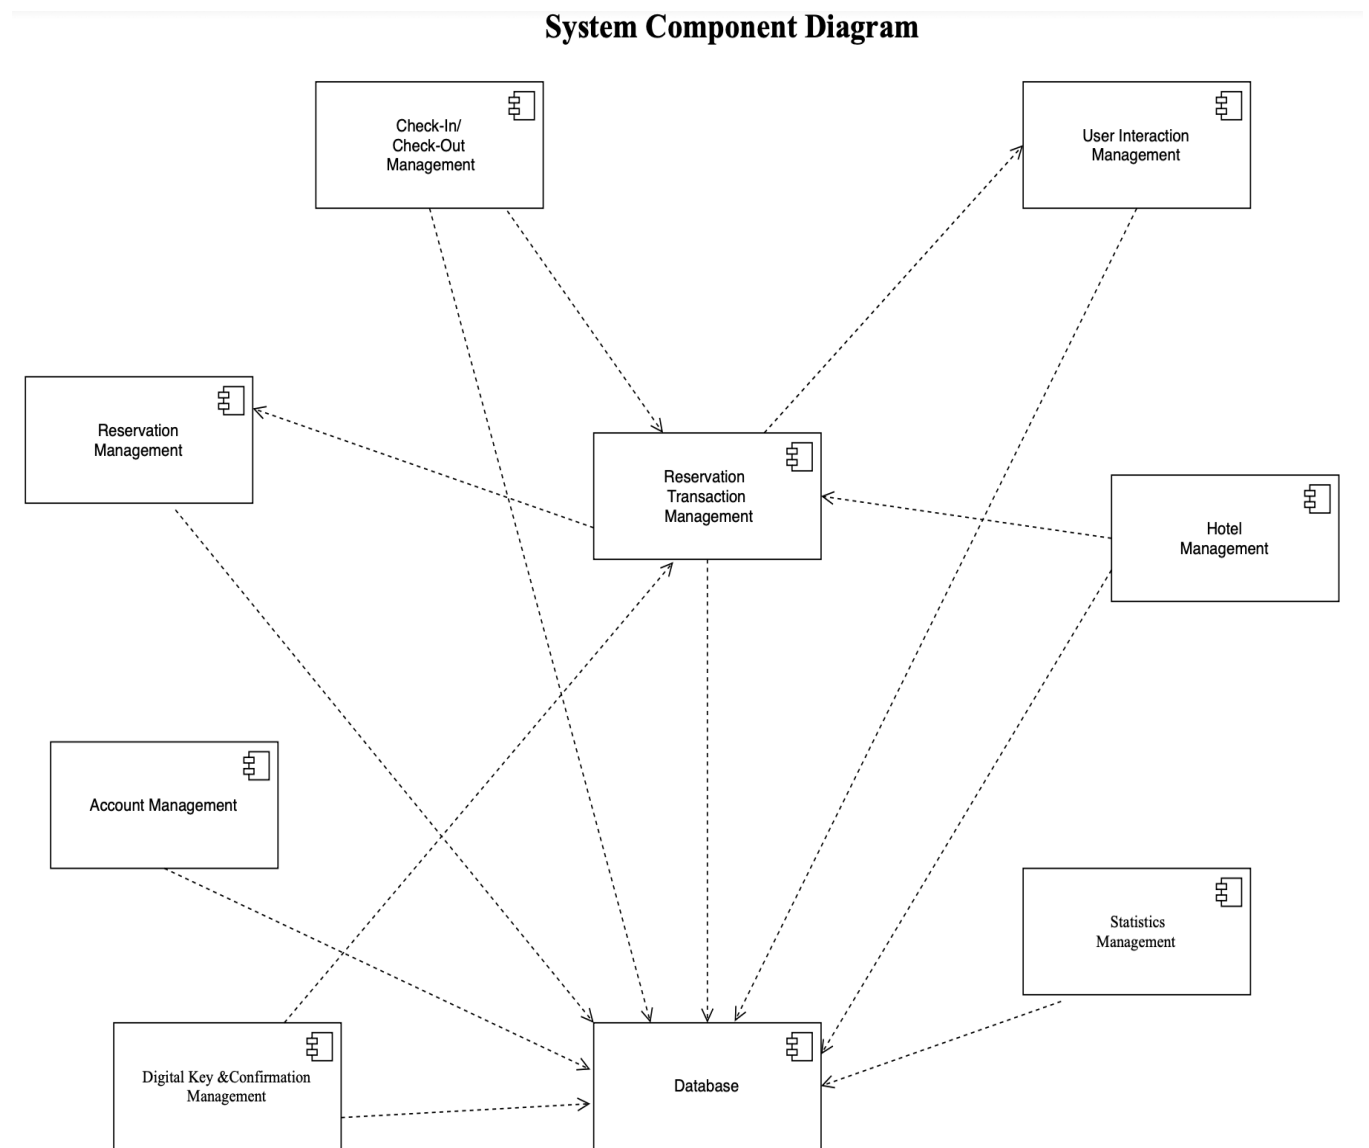 System Component Diagram
Check-In/
Check-Out
Management
User Interaction
Management
Reservation
Management
Reservation
Transaction
Management
Hotel
Management
Account Management
Statistics
Management
Digital Key &Confirmation
Management
Database